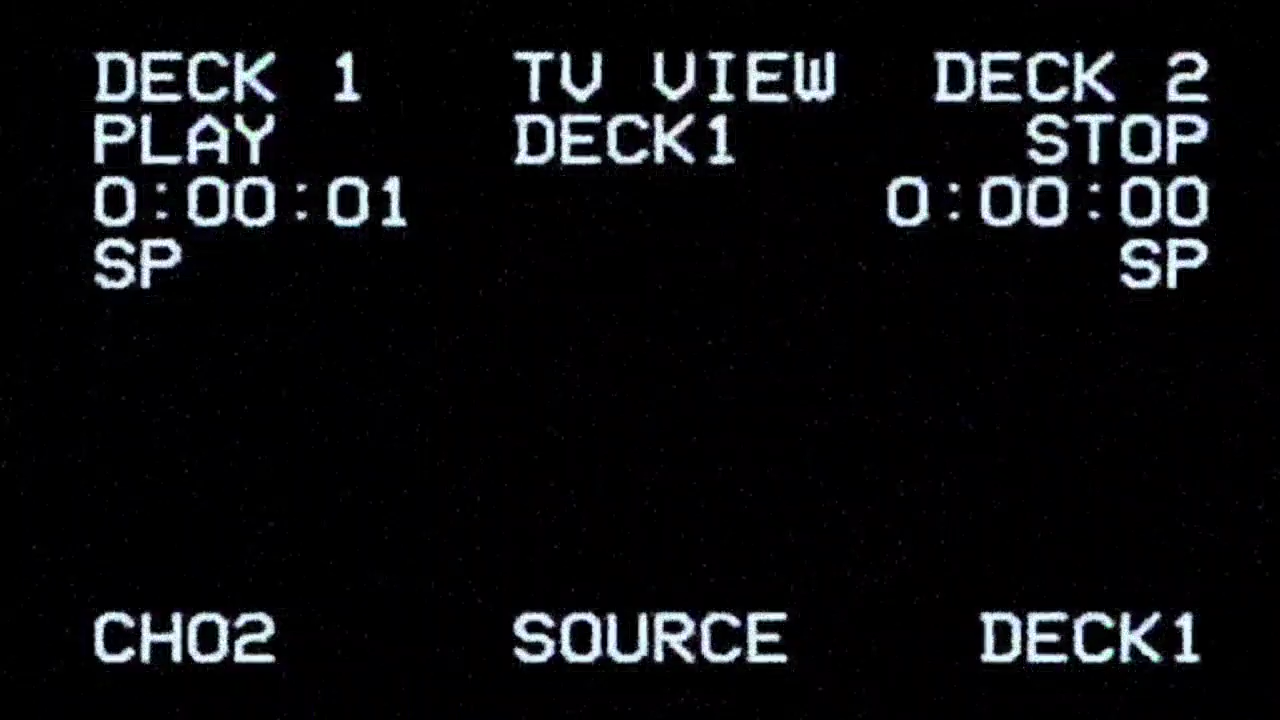 DECK 1 TV VIEW DECK 2
PLAY DECK1 STOP
0:00:01 0:00:00
SP SP
CH02 SOURCE DECK1